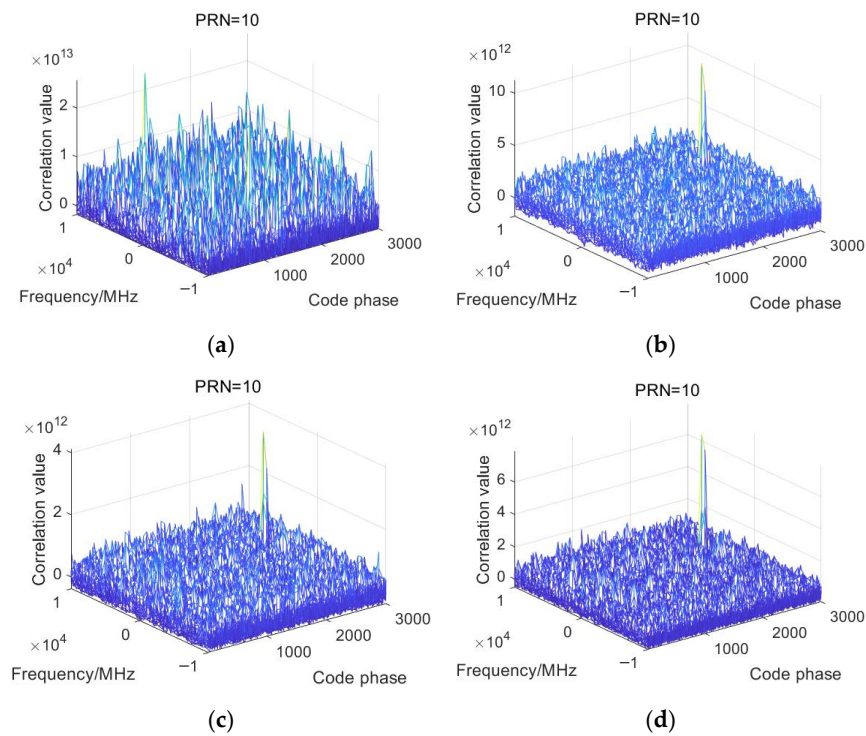 PRN=10
×10^13
Correlation value
2
1
0
1
0
−1
×10^4
Frequency/MHz
1000
2000
3000
Code phase
(a)
PRN=10
×10^12
Correlation value
10
5
0
1
0
−1
×10^4
Frequency/MHz
1000
2000
3000
Code phase
(b)
PRN=10
×10^12
Correlation value
4
2
0
1
0
−1
×10^4
Frequency/MHz
1000
2000
3000
Code phase
(c)
PRN=10
×10^12
Correlation value
6
4
2
0
1
0
−1
×10^4
Frequency/MHz
1000
2000
3000
Code phase
(d)